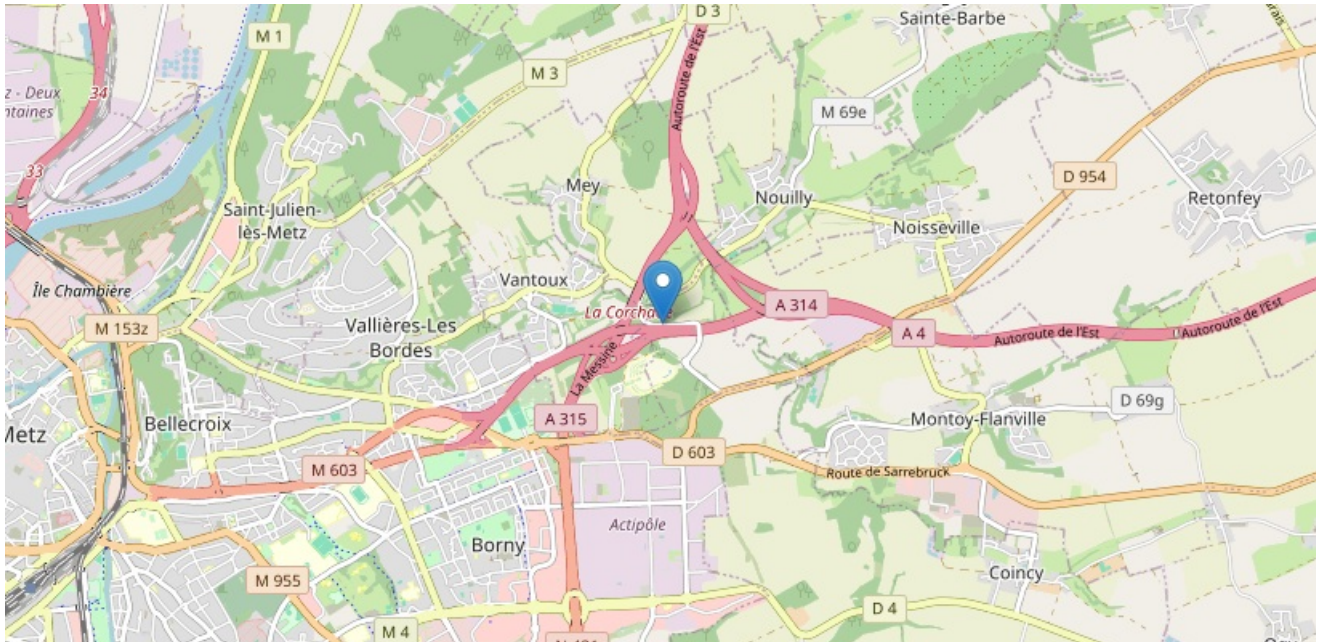 D 3
Sainte-Barbe
M 1
M 3
z - Deux
ntaines
34
Autoroute de l'Est
M 69e
33
D 954
Mey
Nouilly
Retonfey
Saint-Julien-
lès-Metz
Noisseville
Vantoux
Île Chambière
La Corchade
A 314
M 153z
Vallières-Les
Bordes
A 4
Autoroute de l'Est
Autoroute de l'Est
La Messine
D 69g
Metz
Bellecroix
A 315
Montoy-Flanville
D 603
M 603
Route de Sarrebruck
Actipôle
Borny
M 955
Coincy
D 4
M 4